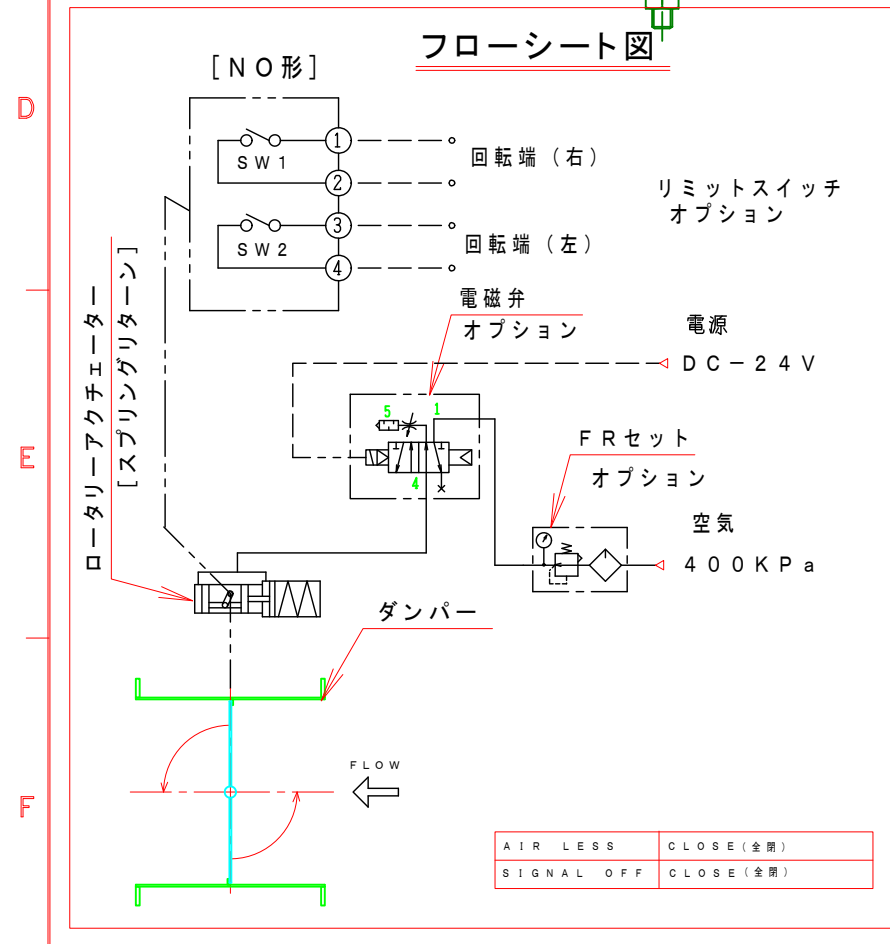 フローシート図
[NO形]
D
1
SW1
2
回転端（右）
リミットスイッチ
オプション
3
SW2
4
回転端（左）
電磁弁
オプション
電源
DC-24V
ロータリーアクチェーター
[スプリングリターン]
5
1
4
E
FRセット
オプション
空気
400KPa
ダンパー
FLOW
F
AIR LESS CLOSE(全閉)
SIGNAL OFF CLOSE(全閉)